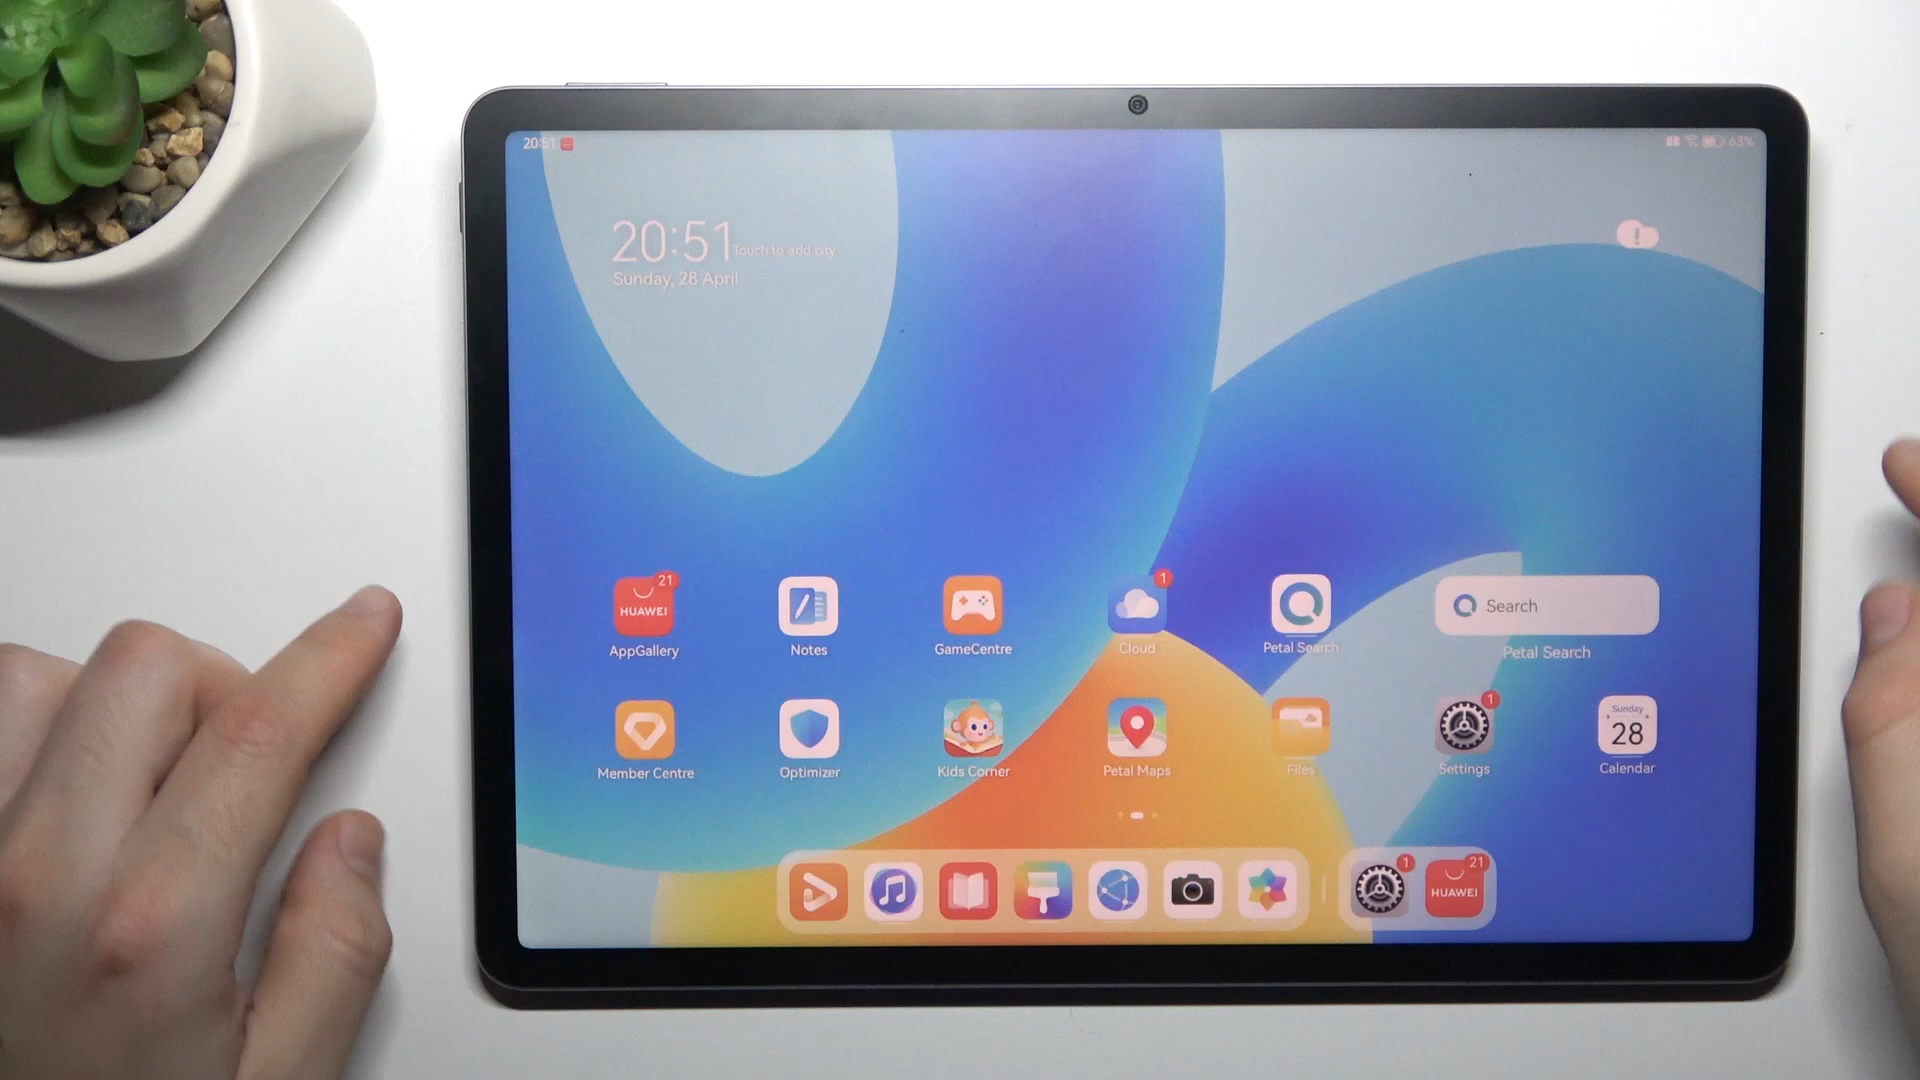 20:51
63%
20:51 Touch to add city
Sunday, 28 April
21
HUAWEI
1
Search
AppGallery
Notes
GameCentre
Cloud
Petal Search
Petal Search
1
Sunday
28
Member Centre
Optimizer
Kids Corner
Petal Maps
Files
Settings
Calendar
1
21
HUAWEI